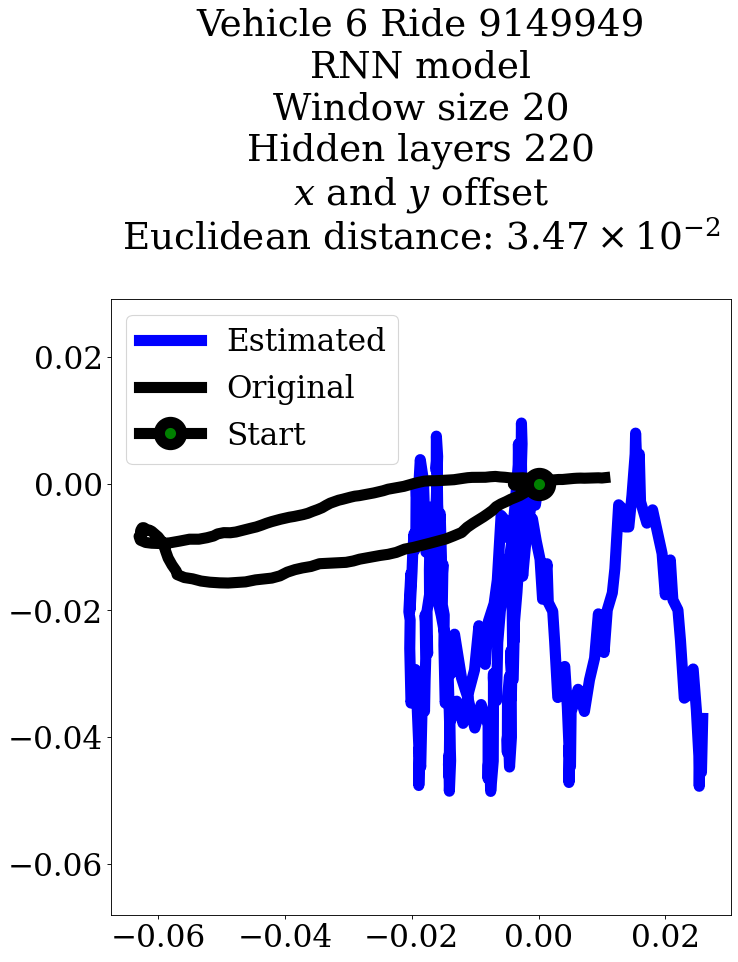 Vehicle 6 Ride 9149949
RNN model
Window size 20
Hidden layers 220
x and y offset
Euclidean distance: 3.47 × 10⁻²
Estimated
Original
Start
0.02
0.00
−0.02
−0.04
−0.06
−0.06 −0.04 −0.02 0.00 0.02